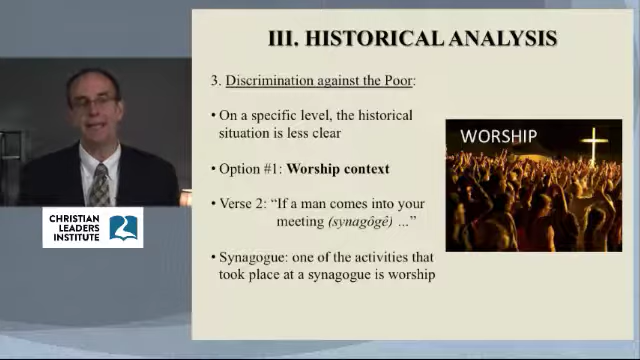 III. HISTORICAL ANALYSIS
3. Discrimination against the Poor:
• On a specific level, the historical
situation is less clear
• Option #1: Worship context
• Verse 2: “If a man comes into your
meeting (synagôgê) ...”
• Synagogue: one of the activities that
took place at a synagogue is worship
WORSHIP
CHRISTIAN
LEADERS
INSTITUTE